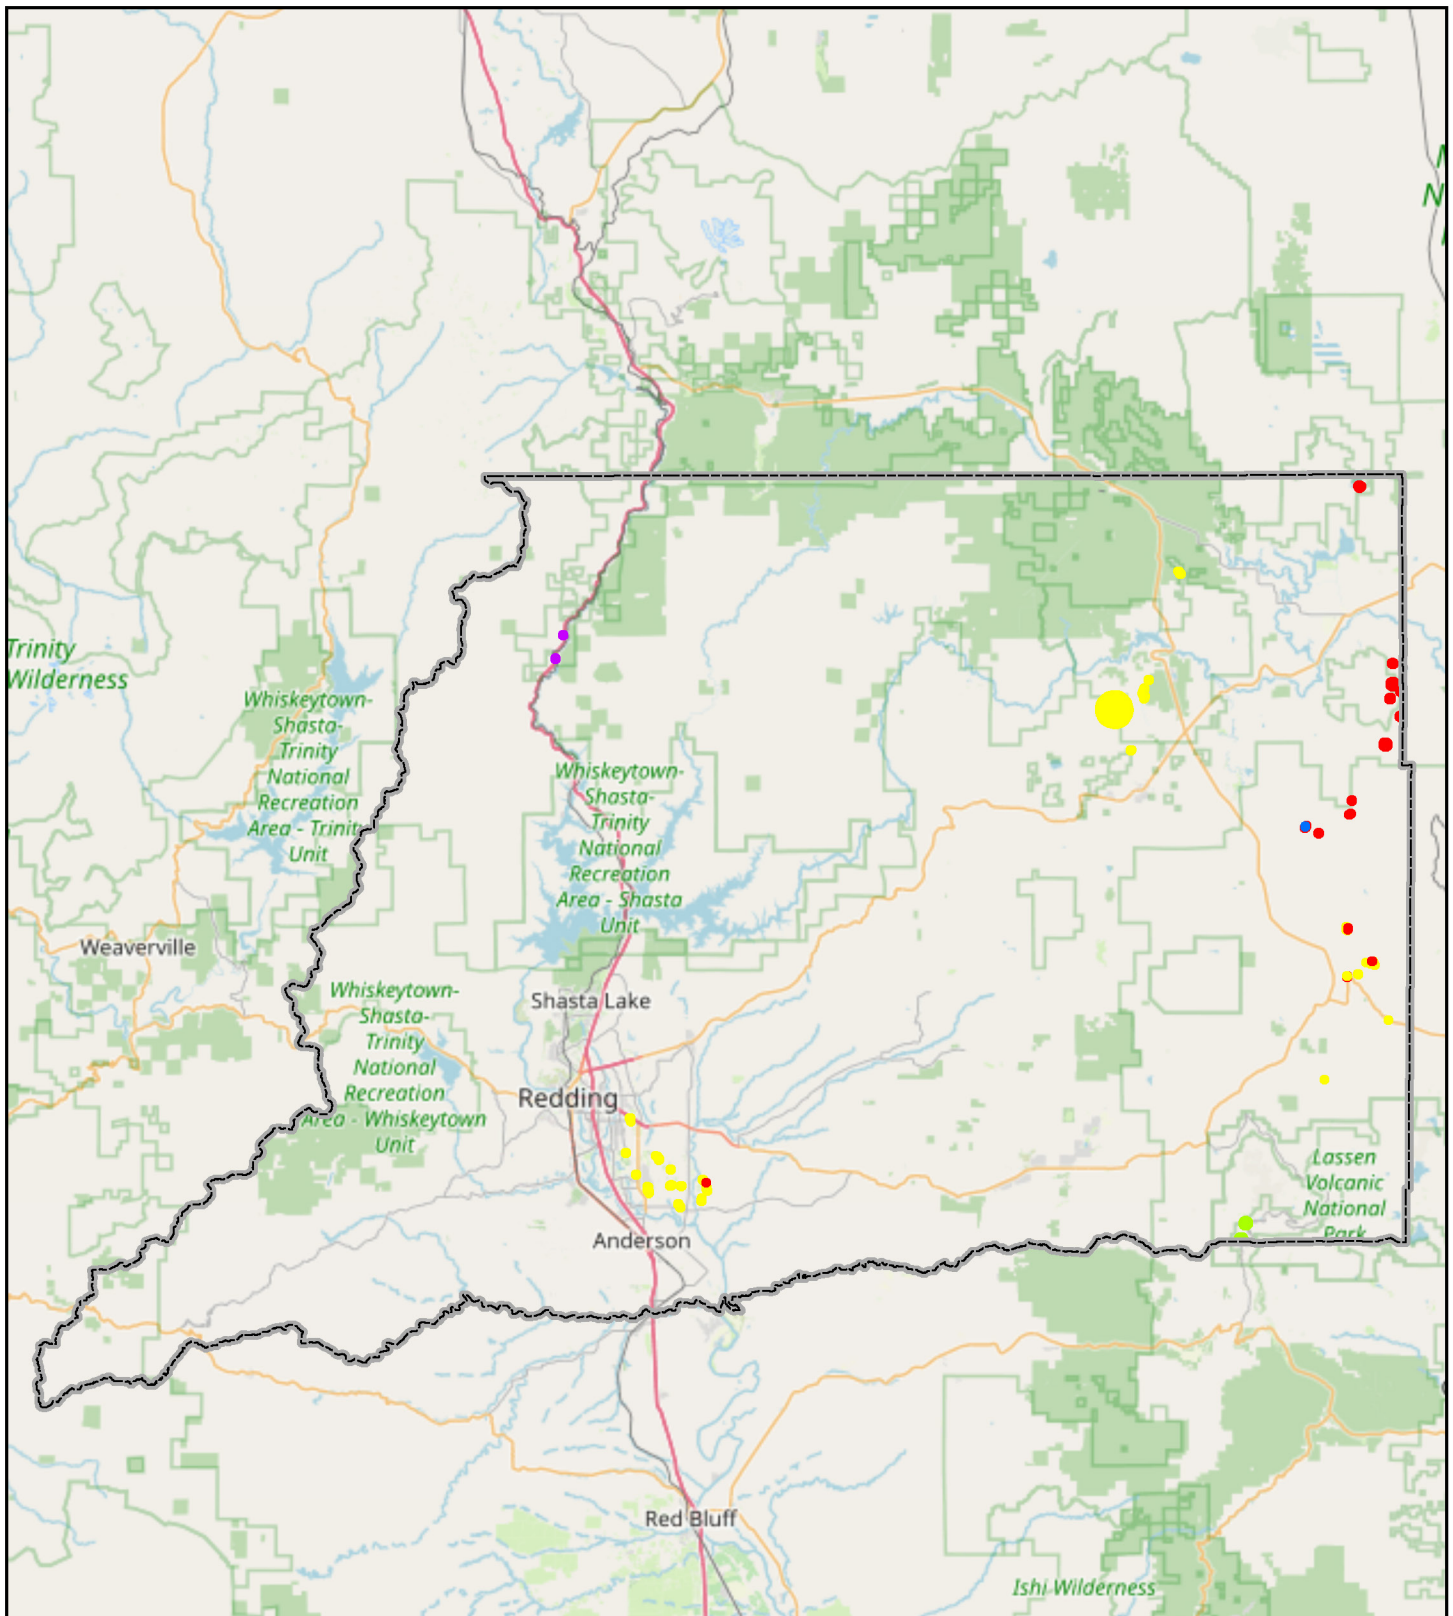 Trinity
Wilderness
Whiskeytown-
Shasta-
Trinity
National
Recreation
Area - Trinity
Unit
Whiskeytown-
Shasta-
Trinity
National
Recreation
Area - Shasta
Unit
Weaverville
Whiskeytown-
Shasta-
Trinity
National
Recreation
Area - Whiskeytown
Unit
Shasta Lake
Redding
Anderson
Lassen
Volcanic
National
Park
Red Bluff
Ishi Wilderness